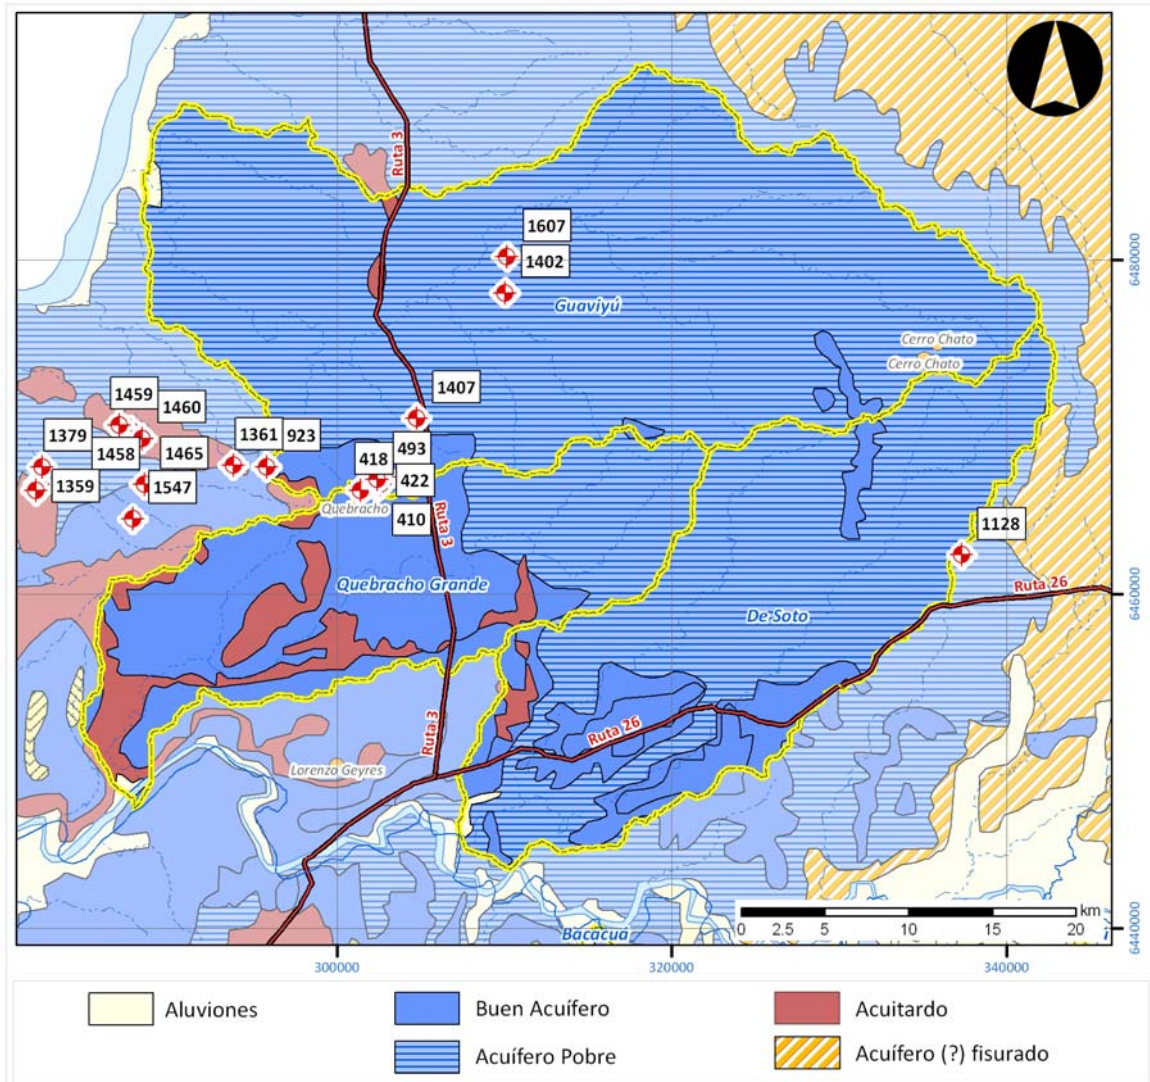 Ruta 3
1607
1402
Guaviyú
6480000
Cerro Chato
Cerro Chato
1459
1460
1407
1379
1458
1465
1361
923
418
493
1359
1547
422
Quebracho
410
Ruta 3
1128
Quebracho Grande
Ruta 26
6460000
De Soto
Ruta 3
Ruta 26
Lorenzo Geyres
km
0 2.5 5 10 15 20
Bacacuá
6440000
300000
320000
340000
Aluviones
Buen Acuífero
Acuitardo
Acuífero Pobre
Acuífero (?) fisurado